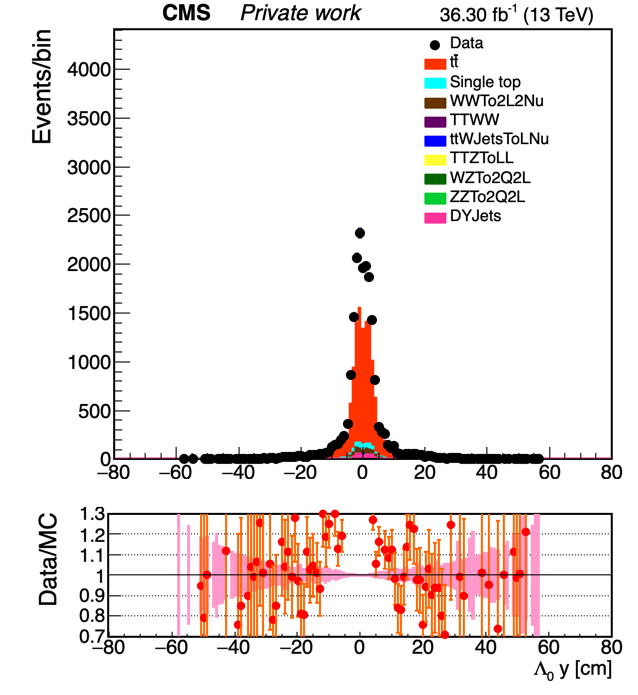 CMS Private work 36.30 fb⁻¹ (13 TeV)
Events/bin
4000
3500
3000
2500
2000
1500
1000
500
0
−80 −60 −40 −20 0 20 40 60 80
Data
tt̄
Single top
WWTo2L2Nu
TTWW
ttWJetsToLNu
TTZToLL
WZTo2Q2L
ZZTo2Q2L
DYJets
Data/MC
1.3
1.2
1.1
1
0.9
0.8
0.7
−80 −60 −40 −20 0 20 40 60 80
Λ₀ y [cm]